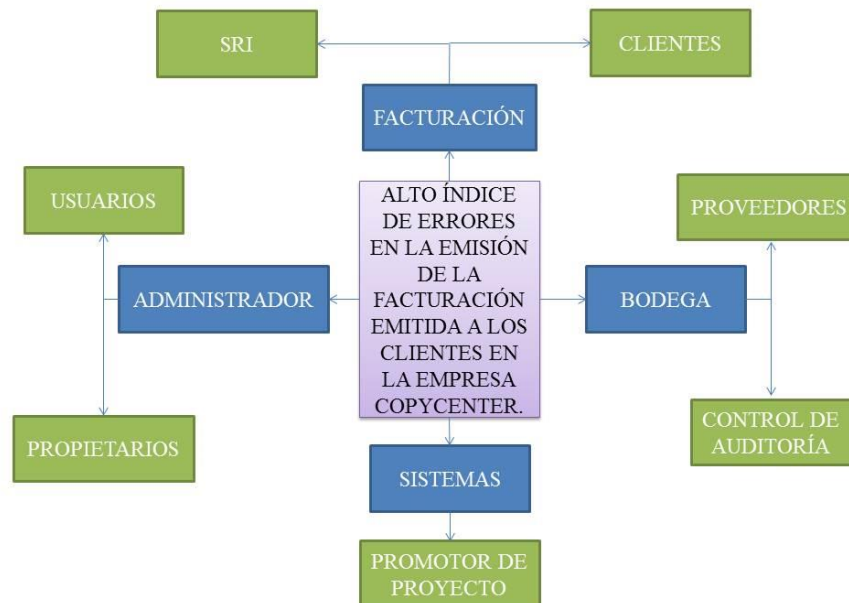 SRI
CLIENTES
FACTURACIÓN
USUARIOS
ALTO ÍNDICE
DE ERRORES
EN LA EMISIÓN
DE LA
FACTURACIÓN
EMITIDA A LOS
CLIENTES EN
LA EMPRESA
COPYCENTER.
PROVEEDORES
ADMINISTRADOR
BODEGA
PROPIETARIOS
CONTROL DE
AUDITORÍA
SISTEMAS
PROMOTOR DE
PROYECTO